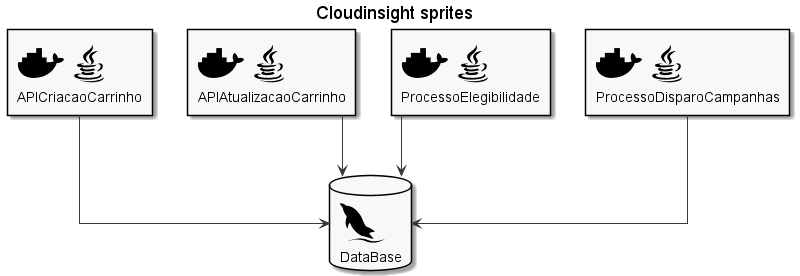 Cloudinsight sprites
APICriacaoCarrinho
APIAtualizacaoCarrinho
ProcessoElegibilidade
ProcessoDisparoCampanhas
DataBase